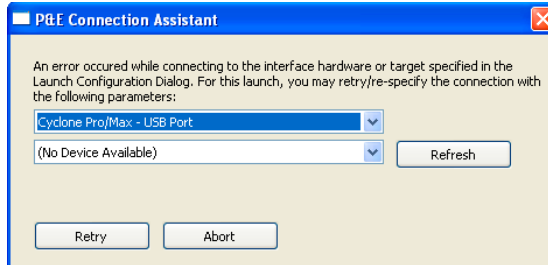 P&E Connection Assistant
An error occured while connecting to the interface hardware or target specified in the
Launch Configuration Dialog. For this launch, you may retry/re-specify the connection with
the following parameters:
Cyclone Pro/Max - USB Port
(No Device Available)
Refresh
Retry
Abort